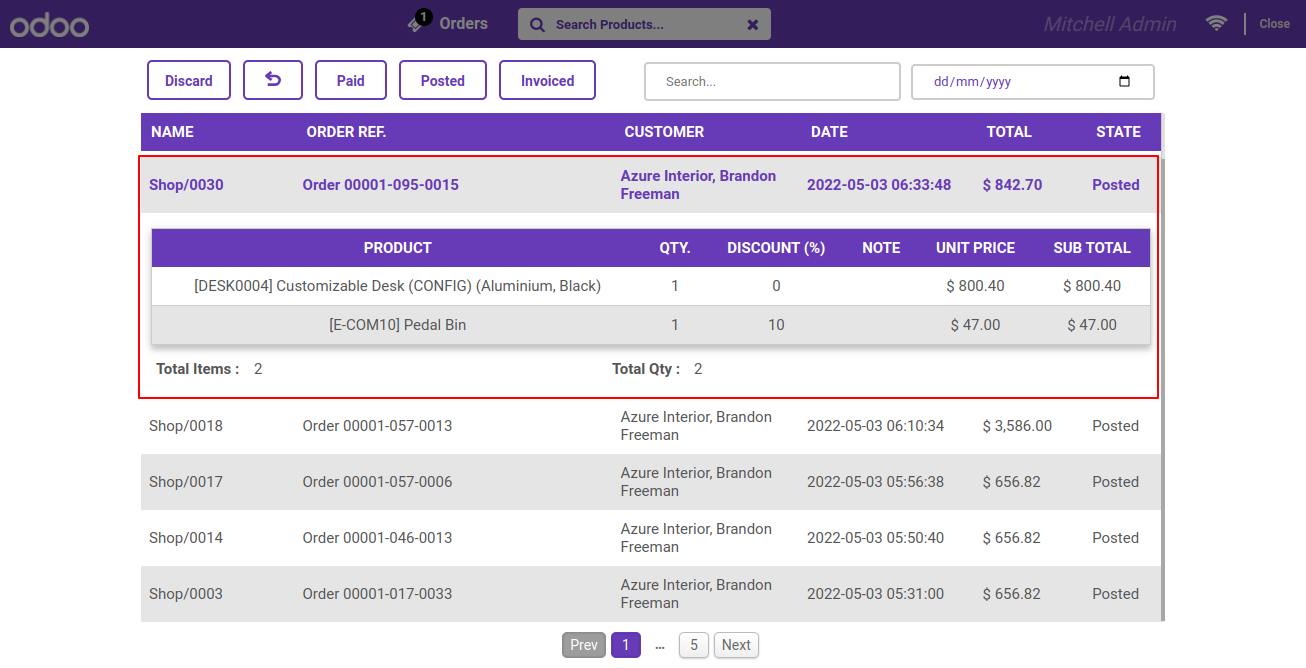 odoo 1 Orders Search Products... Mitchell Admin Close
Discard Paid Posted Invoiced Search... dd/mm/yyyy
NAME ORDER REF. CUSTOMER DATE TOTAL STATE
Shop/0030 Order 00001-095-0015 Azure Interior, Brandon 2022-05-03 06:33:48 $ 842.70 Posted
Freeman
PRODUCT QTY. DISCOUNT (%) NOTE UNIT PRICE SUB TOTAL
[DESK0004] Customizable Desk (CONFIG) (Aluminium, Black) 1 0 $ 800.40 $ 800.40
[E-COM10] Pedal Bin 1 10 $ 47.00 $ 47.00
Total Items : 2 Total Qty : 2
Shop/0018 Order 00001-057-0013 Azure Interior, Brandon 2022-05-03 06:10:34 $ 3,586.00 Posted
Freeman
Shop/0017 Order 00001-057-0006 Azure Interior, Brandon 2022-05-03 05:56:38 $ 656.82 Posted
Freeman
Shop/0014 Order 00001-046-0013 Azure Interior, Brandon 2022-05-03 05:50:40 $ 656.82 Posted
Freeman
Shop/0003 Order 00001-017-0033 Azure Interior, Brandon 2022-05-03 05:31:00 $ 656.82 Posted
Freeman
Prev 1 ... 5 Next